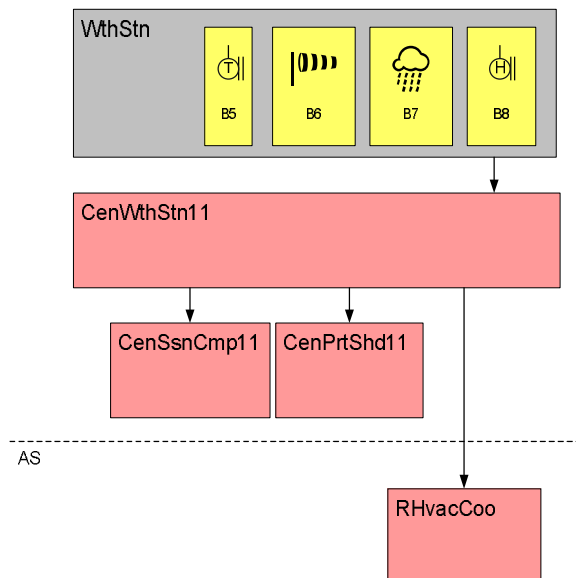 WthStn
T
H
B5
B6
B7
B8
CenWthStn11
CenSsnCmp11
CenPrtShd11
AS
RHvacCoo